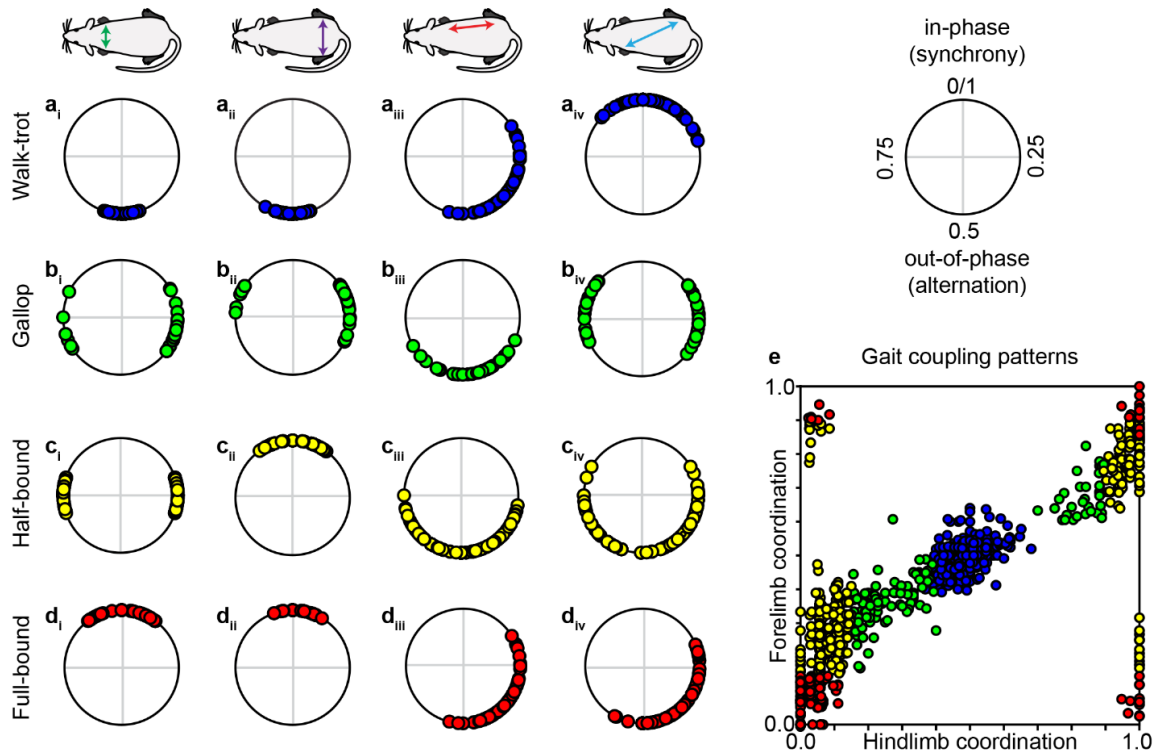 in-phase
(synchrony)
0/1
0.75
0.25
0.5
out-of-phase
(alternation)
Walk-trot
ai
aii
aiii
aiv
Gallop
bi
bii
biii
biv
Half-bound
ci
cii
ciii
civ
Full-bound
di
dii
diii
div
e
Gait coupling patterns
1.0
Forelimb coordination
0.0
0.0
Hindlimb coordination
1.0